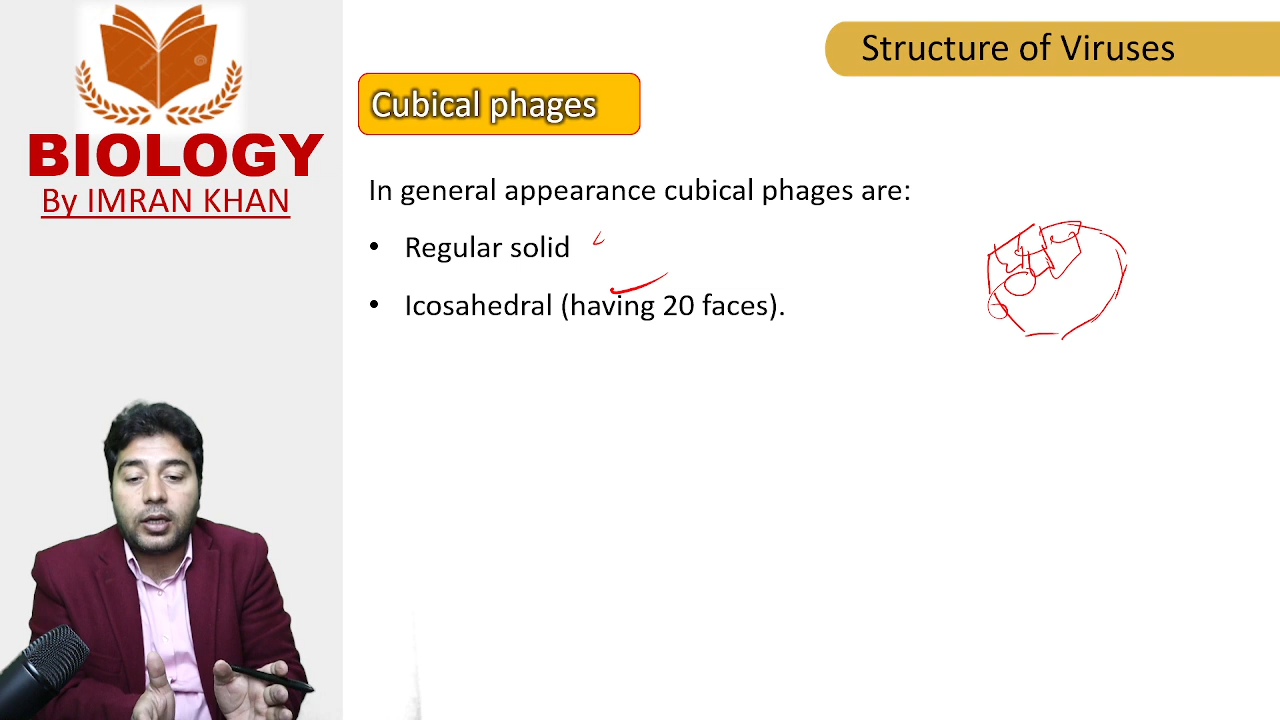 BIOLOGY
By IMRAN KHAN
Structure of Viruses
Cubical phages
In general appearance cubical phages are:
• Regular solid
• Icosahedral (having 20 faces).